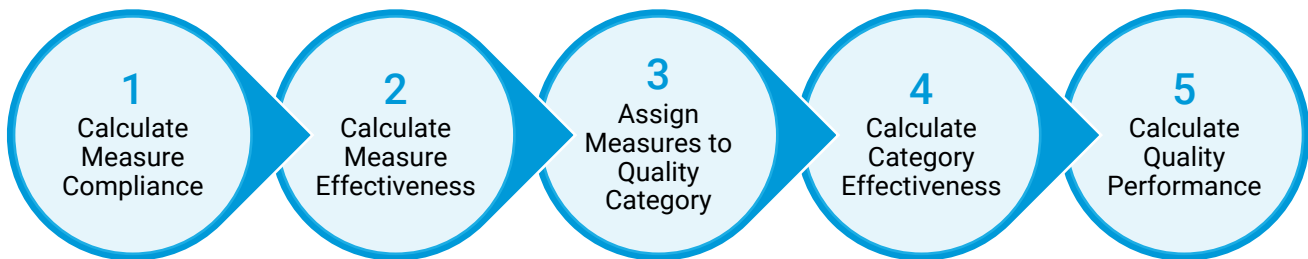 1
Calculate
Measure
Compliance
2
Calculate
Measure
Effectiveness
3
Assign
Measures to
Quality
Category
4
Calculate
Category
Effectiveness
5
Calculate
Quality
Performance